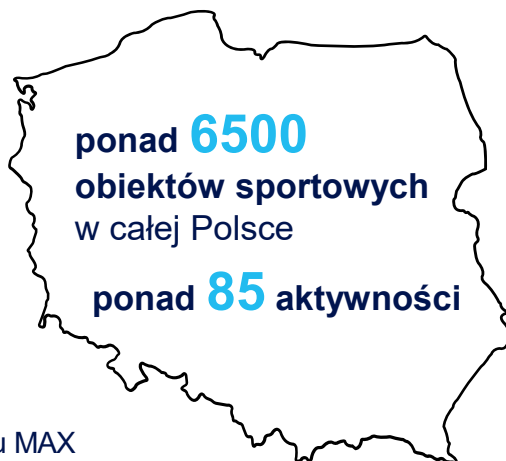 ponad 6500
obiektów sportowych
w całej Polsce
ponad 85 aktywności
MAX